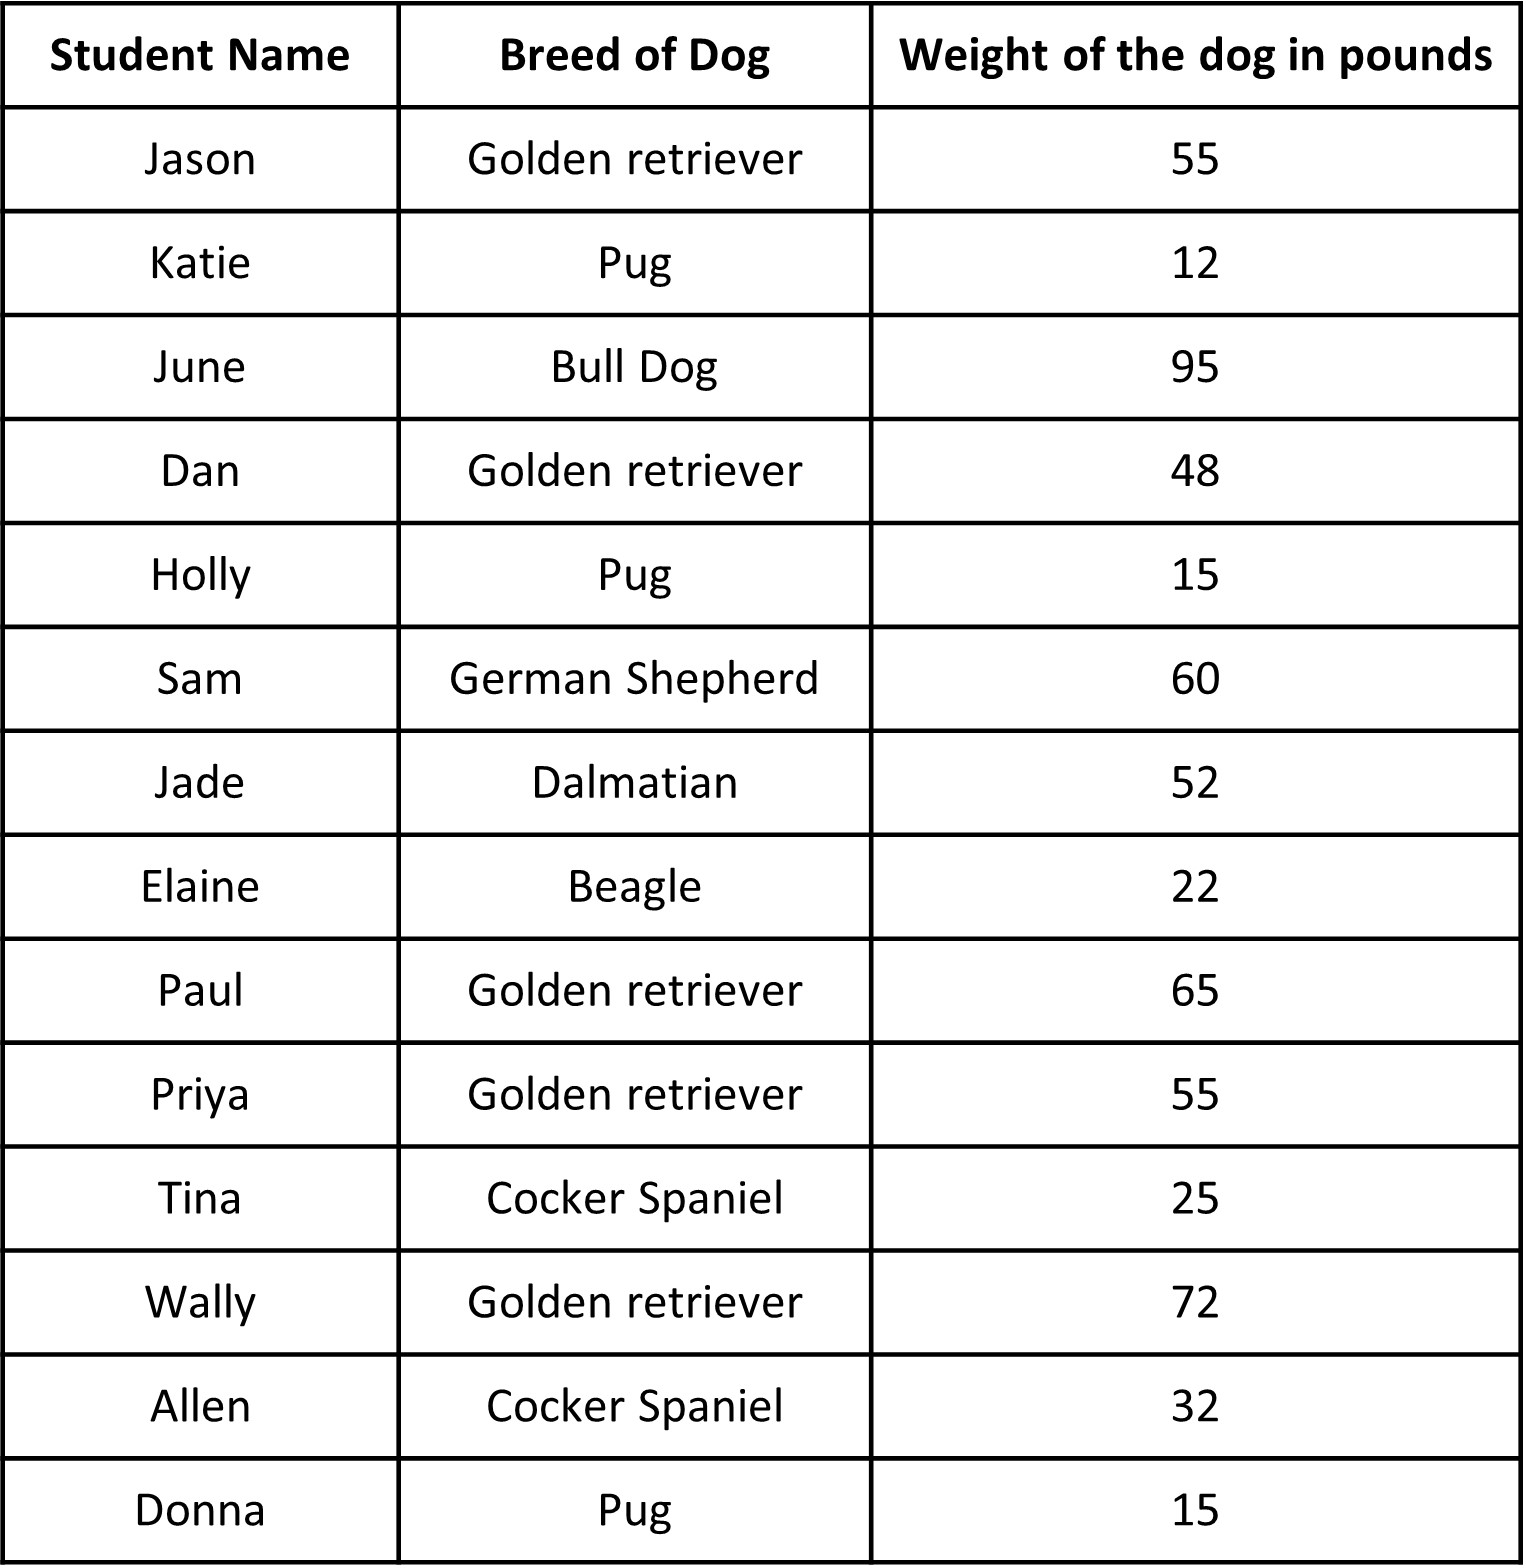 Student Name Breed of Dog Weight of the dog in pounds
Jason Golden retriever 55
Katie Pug 12
June Bull Dog 95
Dan Golden retriever 48
Holly Pug 15
Sam German Shepherd 60
Jade Dalmatian 52
Elaine Beagle 22
Paul Golden retriever 65
Priya Golden retriever 55
Tina Cocker Spaniel 25
Wally Golden retriever 72
Allen Cocker Spaniel 32
Donna Pug 15